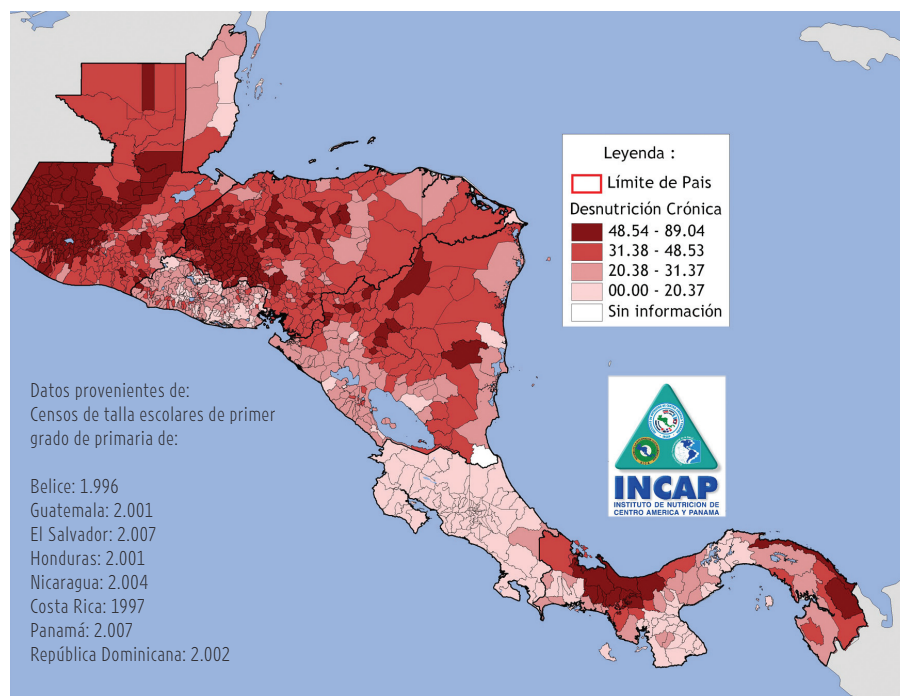 Leyenda :
Límite de Pais
Desnutrición Crónica
48.54 - 89.04
31.38 - 48.53
20.38 - 31.37
00.00 - 20.37
Sin información
Datos provenientes de:
Censos de talla escolares de primer
grado de primaria de:
Belice: 1.996
Guatemala: 2.001
El Salvador: 2.007
Honduras: 2.001
Nicaragua: 2.004
Costa Rica: 1997
Panamá: 2.007
República Dominicana: 2.002
INCAP
INSTITUTO DE NUTRICION DE
CENTRO AMERICA Y PANAMA